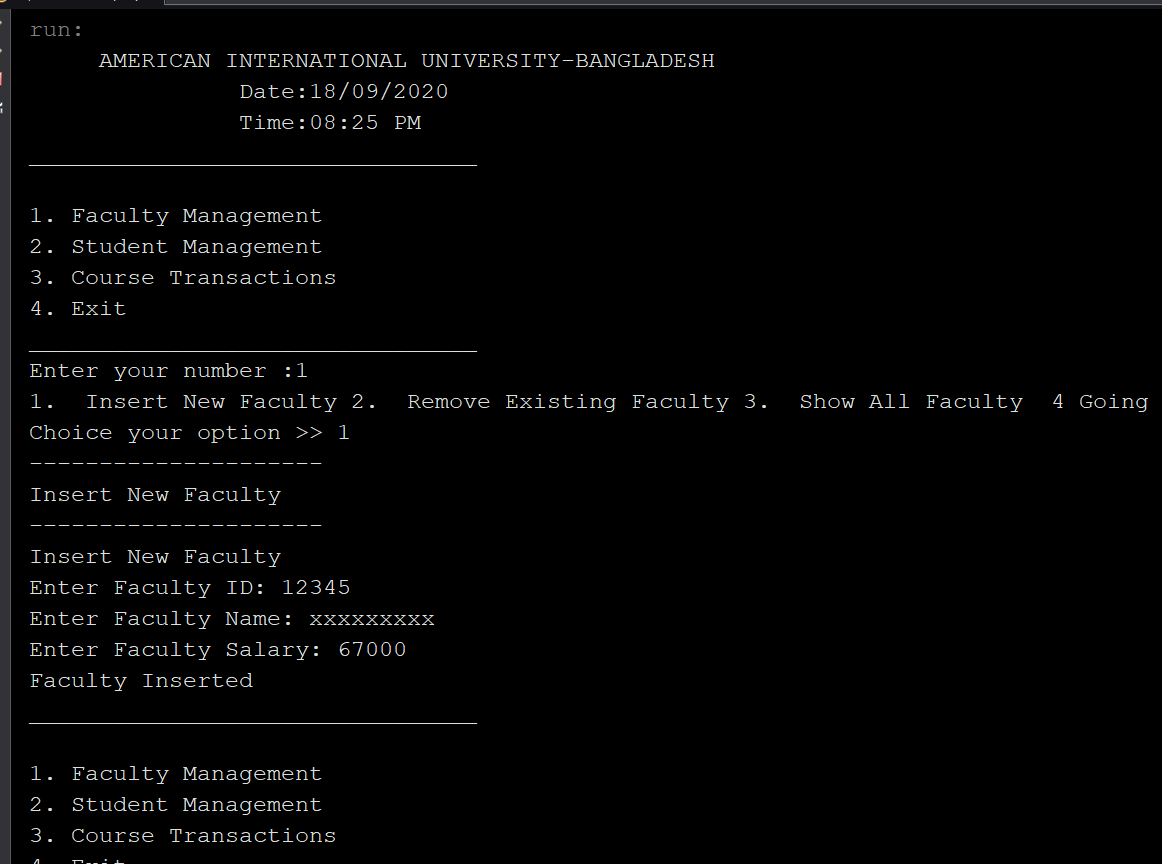 run:
AMERICAN INTERNATIONAL UNIVERSITY-BANGLADESH
Date:18/09/2020
Time:08:25 PM
________________________________
1. Faculty Management
2. Student Management
3. Course Transactions
4. Exit
________________________________
Enter your number :1
1.  Insert New Faculty 2.  Remove Existing Faculty 3.  Show All Faculty  4 Going
Choice your option >> 1
---------------------
Insert New Faculty
---------------------
Insert New Faculty
Enter Faculty ID: 12345
Enter Faculty Name: xxxxxxxxx
Enter Faculty Salary: 67000
Faculty Inserted
________________________________
1. Faculty Management
2. Student Management
3. Course Transactions
4. Exit